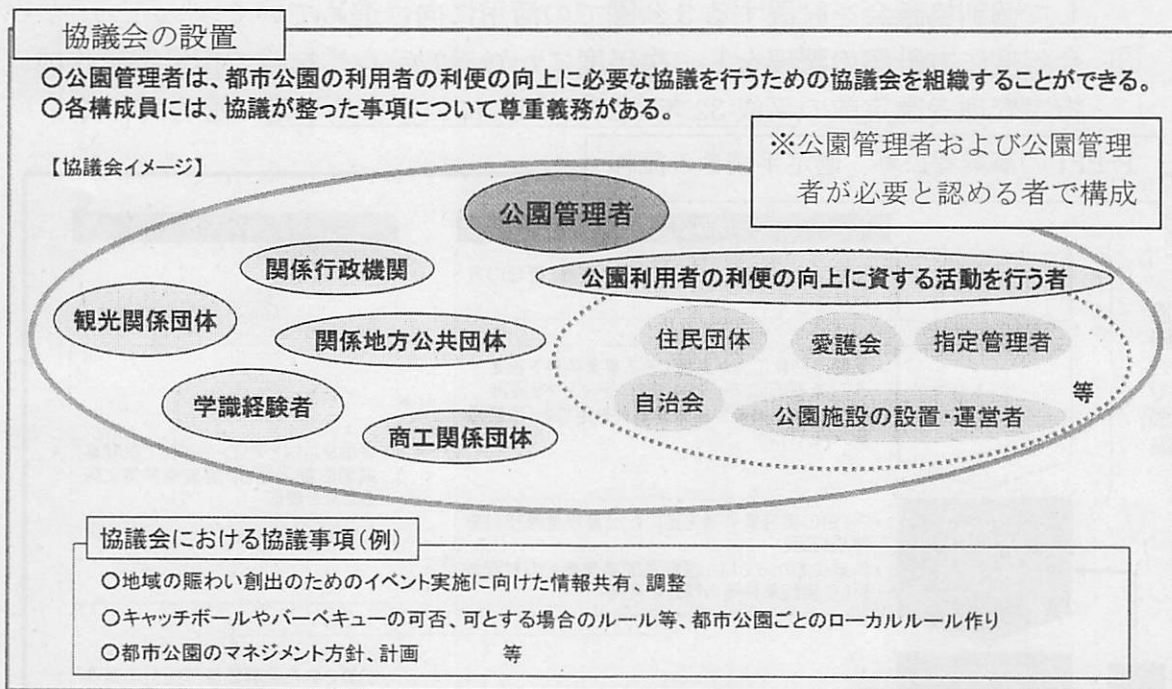 協議会の設置
○公園管理者は、都市公園の利用者の利便の向上に必要な協議を行うための協議会を組織することができる。
○各構成員には、協議が整った事項について尊重義務がある。
※公園管理者および公園管理
者が必要と認める者で構成
【協議会イメージ】
公園管理者
関係行政機関
公園利用者の利便の向上に資する活動を行う者
観光関係団体
関係地方公共団体
住民団体
愛護会
指定管理者
学識経験者
自治会
公園施設の設置・運営者
等
商工関係団体
協議会における協議事項(例)
○地域の賑わい創出のためのイベント実施に向けた情報共有、調整
○キャッチボールやバーベキューの可否、可とする場合のルール等、都市公園ごとのローカルルール作り
○都市公園のマネジメント方針、計画 等